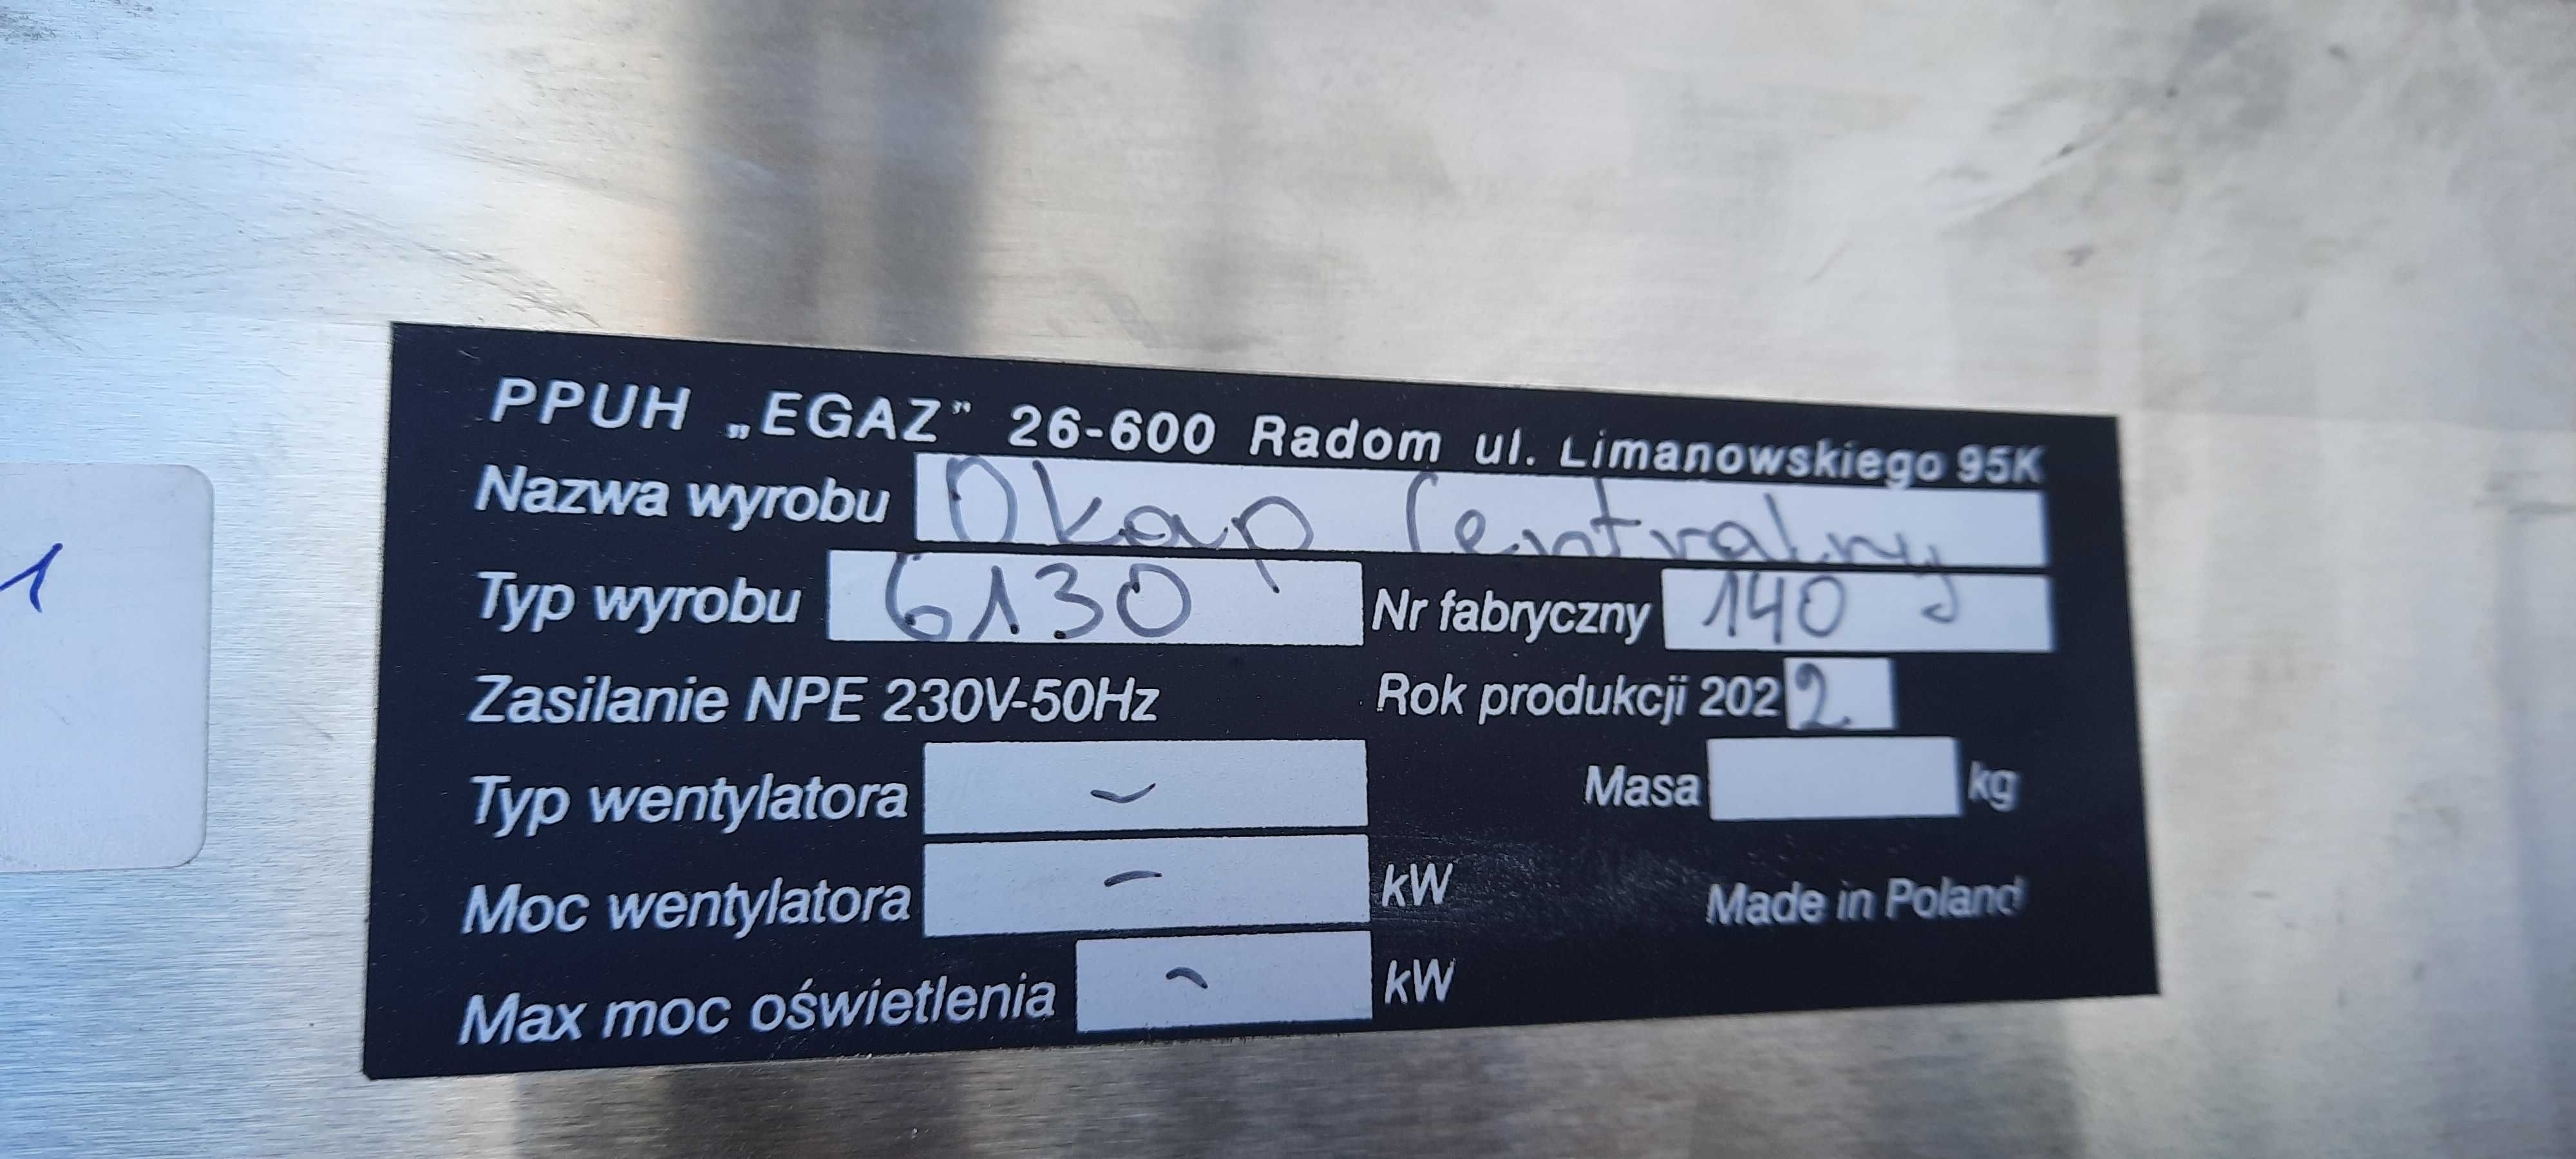 1
PPUH „EGAZ” 26-600 Radom ul. Limanowskiego 95K
Nazwa wyrobu Okap Centralny
Typ wyrobu 6130 Nr fabryczny 140
Zasilanie NPE 230V-50Hz Rok produkcji 2022
Typ wentylatora - Masa kg
Moc wentylatora - kW Made in Poland
Max moc oświetlenia - kW